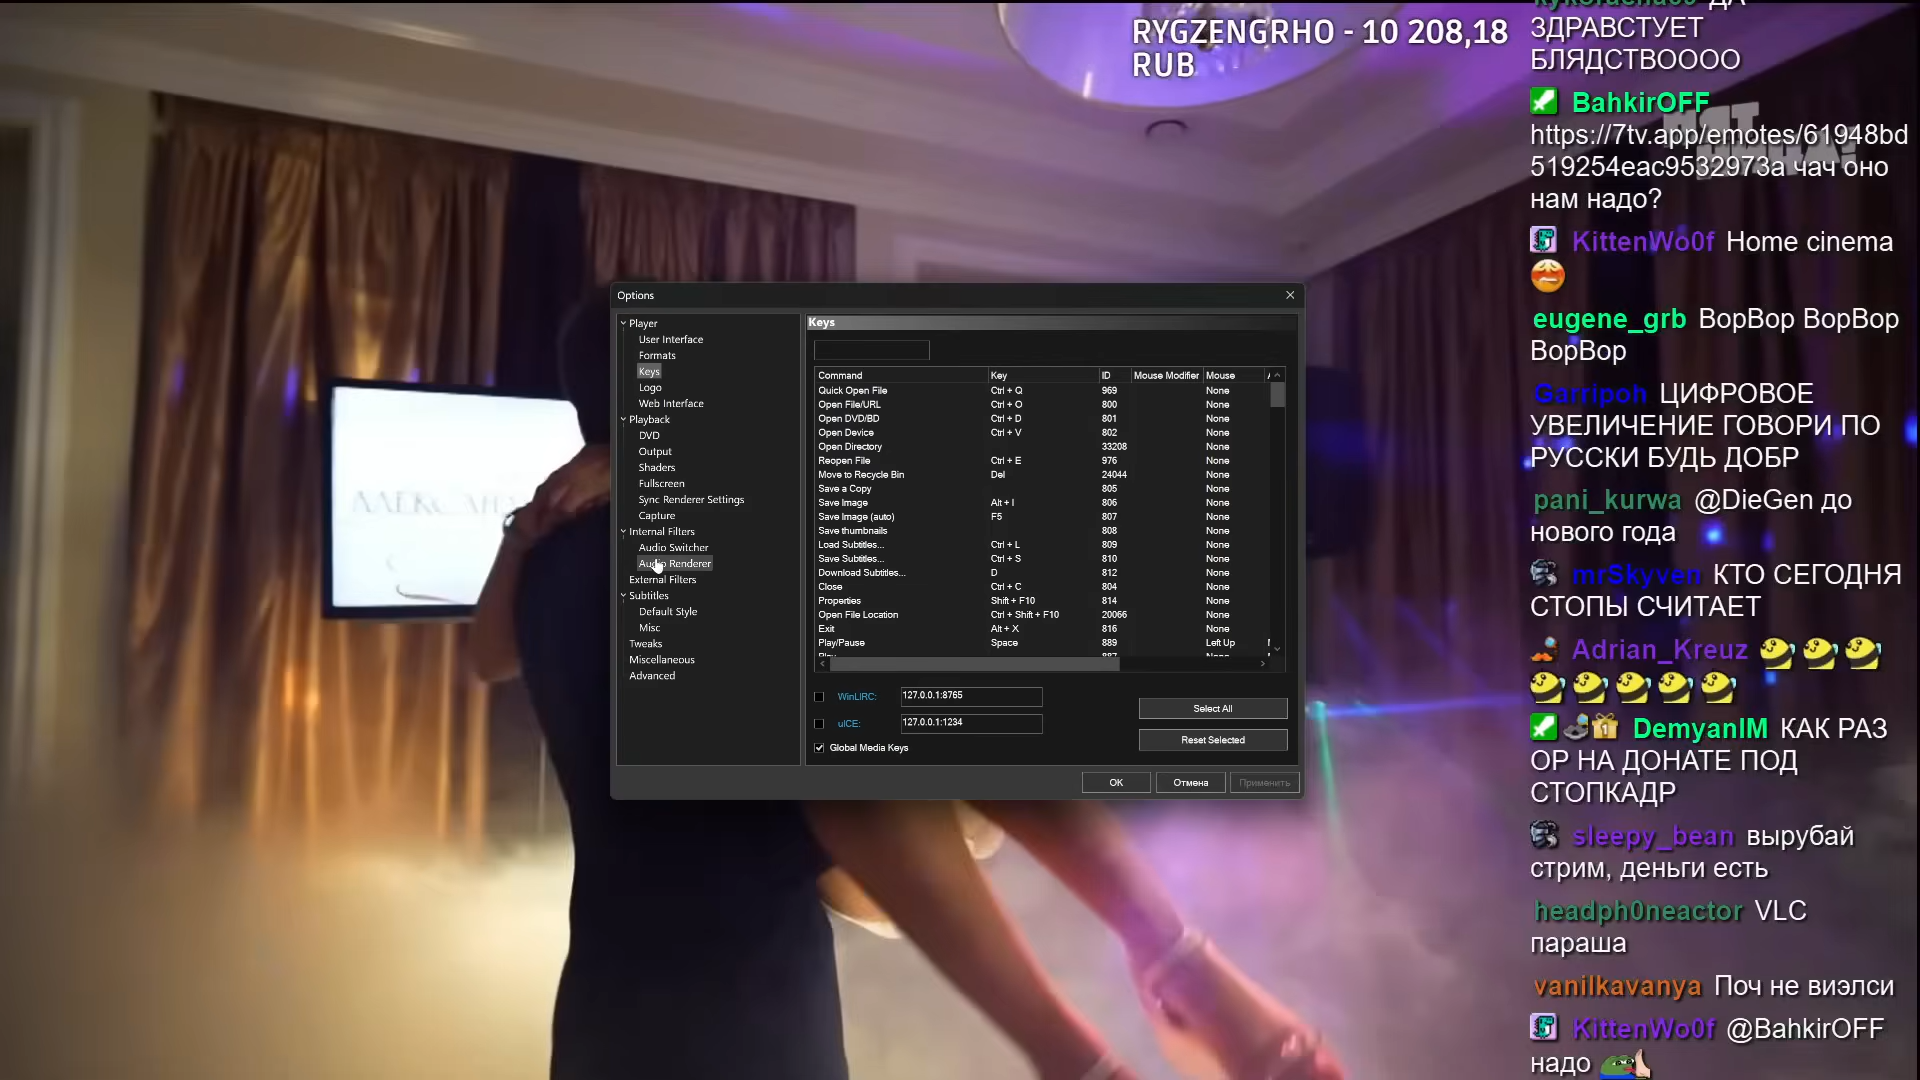 RYGZENGRHO - 10 208,18
RUB
ЗДРАВСТУЕТ
БЛЯДСТВОООО
BahkirOFF
https://7tv.app/emotes/61948bd
519254eac9532973a чач оно
нам надо?
KittenWo0f Home cinema
eugene_grb BopBop BopBop
BopBop
Garripoh ЦИФРОВОЕ
УВЕЛИЧЕНИЕ ГОВОРИ ПО
РУССКИ БУДЬ ДОБР
pani_kurwa @DieGen до
нового года
mrSkyven КТО СЕГОДНЯ
СТОПЫ СЧИТАЕТ
Adrian_Kreuz
DemyanIM КАК РАЗ
ОР НА ДОНАТЕ ПОД
СТОПКАДР
sleepy_bean вырубай
стрим, деньги есть
headph0neactor VLC
параша
vanilkavanya Поч не виэлси
KittenWo0f @BahkirOFF
надо
Options
Player
User Interface
Formats
Keys
Logo
Web Interface
Playback
DVD
Output
Shaders
Fullscreen
Sync Renderer Settings
Capture
Internal Filters
Audio Switcher
Audio Renderer
External Filters
Subtitles
Default Style
Misc
Tweaks
Miscellaneous
Advanced
Keys
Command Key ID Mouse Modifier Mouse
Quick Open File Ctrl + Q 969 None
Open File/URL Ctrl + O 800 None
Open DVD/BD Ctrl + D 801 None
Open Device Ctrl + V 802 None
Open Directory 33208 None
Reopen File Ctrl + E 976 None
Move to Recycle Bin Del 24044 None
Save a Copy 805 None
Save Image Alt + I 806 None
Save Image (auto) F5 807 None
Save thumbnails 808 None
Load Subtitles... Ctrl + L 809 None
Save Subtitles... Ctrl + S 810 None
Download Subtitles... D 812 None
Close Ctrl + C 804 None
Properties Shift + F10 814 None
Open File Location Ctrl + Shift + F10 20066 None
Exit Alt + X 816 None
Play/Pause Space 889 Left Up
Play 887 None
WinLIRC: 127.0.0.1:8765
uICE: 127.0.0.1:1234
Global Media Keys
Select All
Reset Selected
OK Отмена Применить